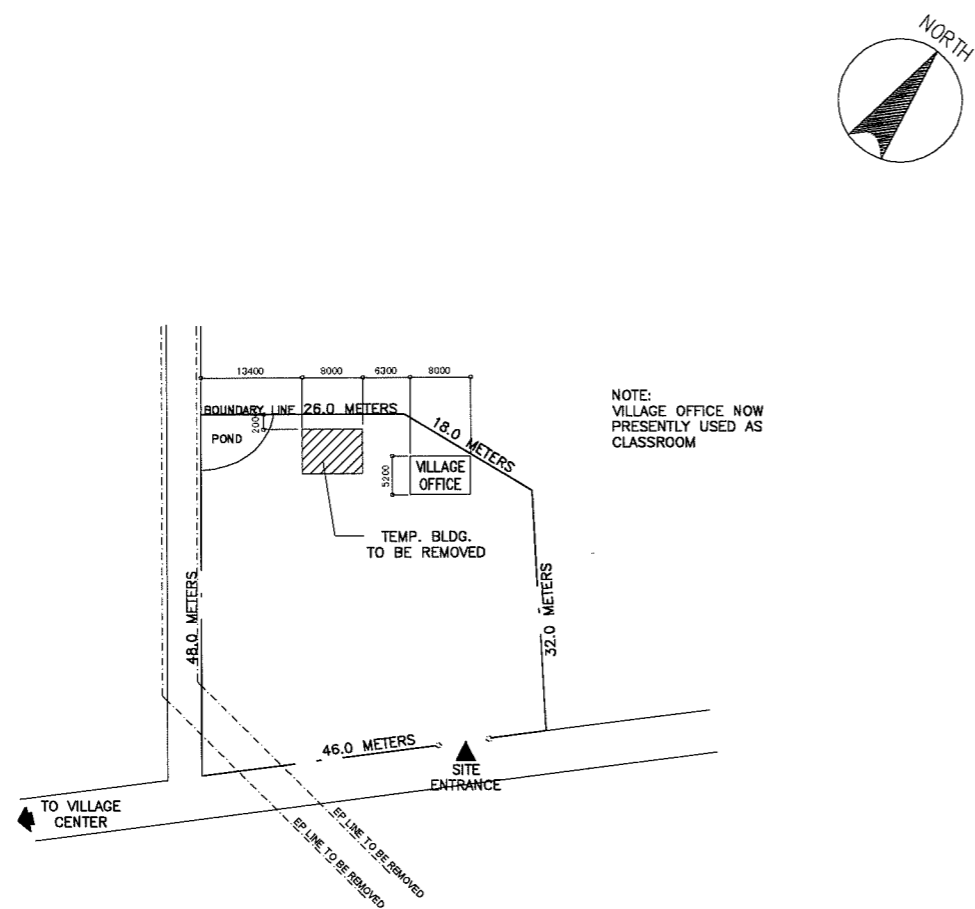 NORTH
13400
8000
6300
8000
BOUNDARY LINE 26.0 METERS
2000
POND
18.0 METERS
NOTE:
VILLAGE OFFICE NOW
PRESENTLY USED AS
CLASSROOM
5200
VILLAGE
OFFICE
TEMP. BLDG.
TO BE REMOVED
48.0 METERS
32.0 METERS
46.0 METERS
SITE
ENTRANCE
TO VILLAGE
CENTER
EP LINE TO BE REMOVED
EP LINE TO BE REMOVED